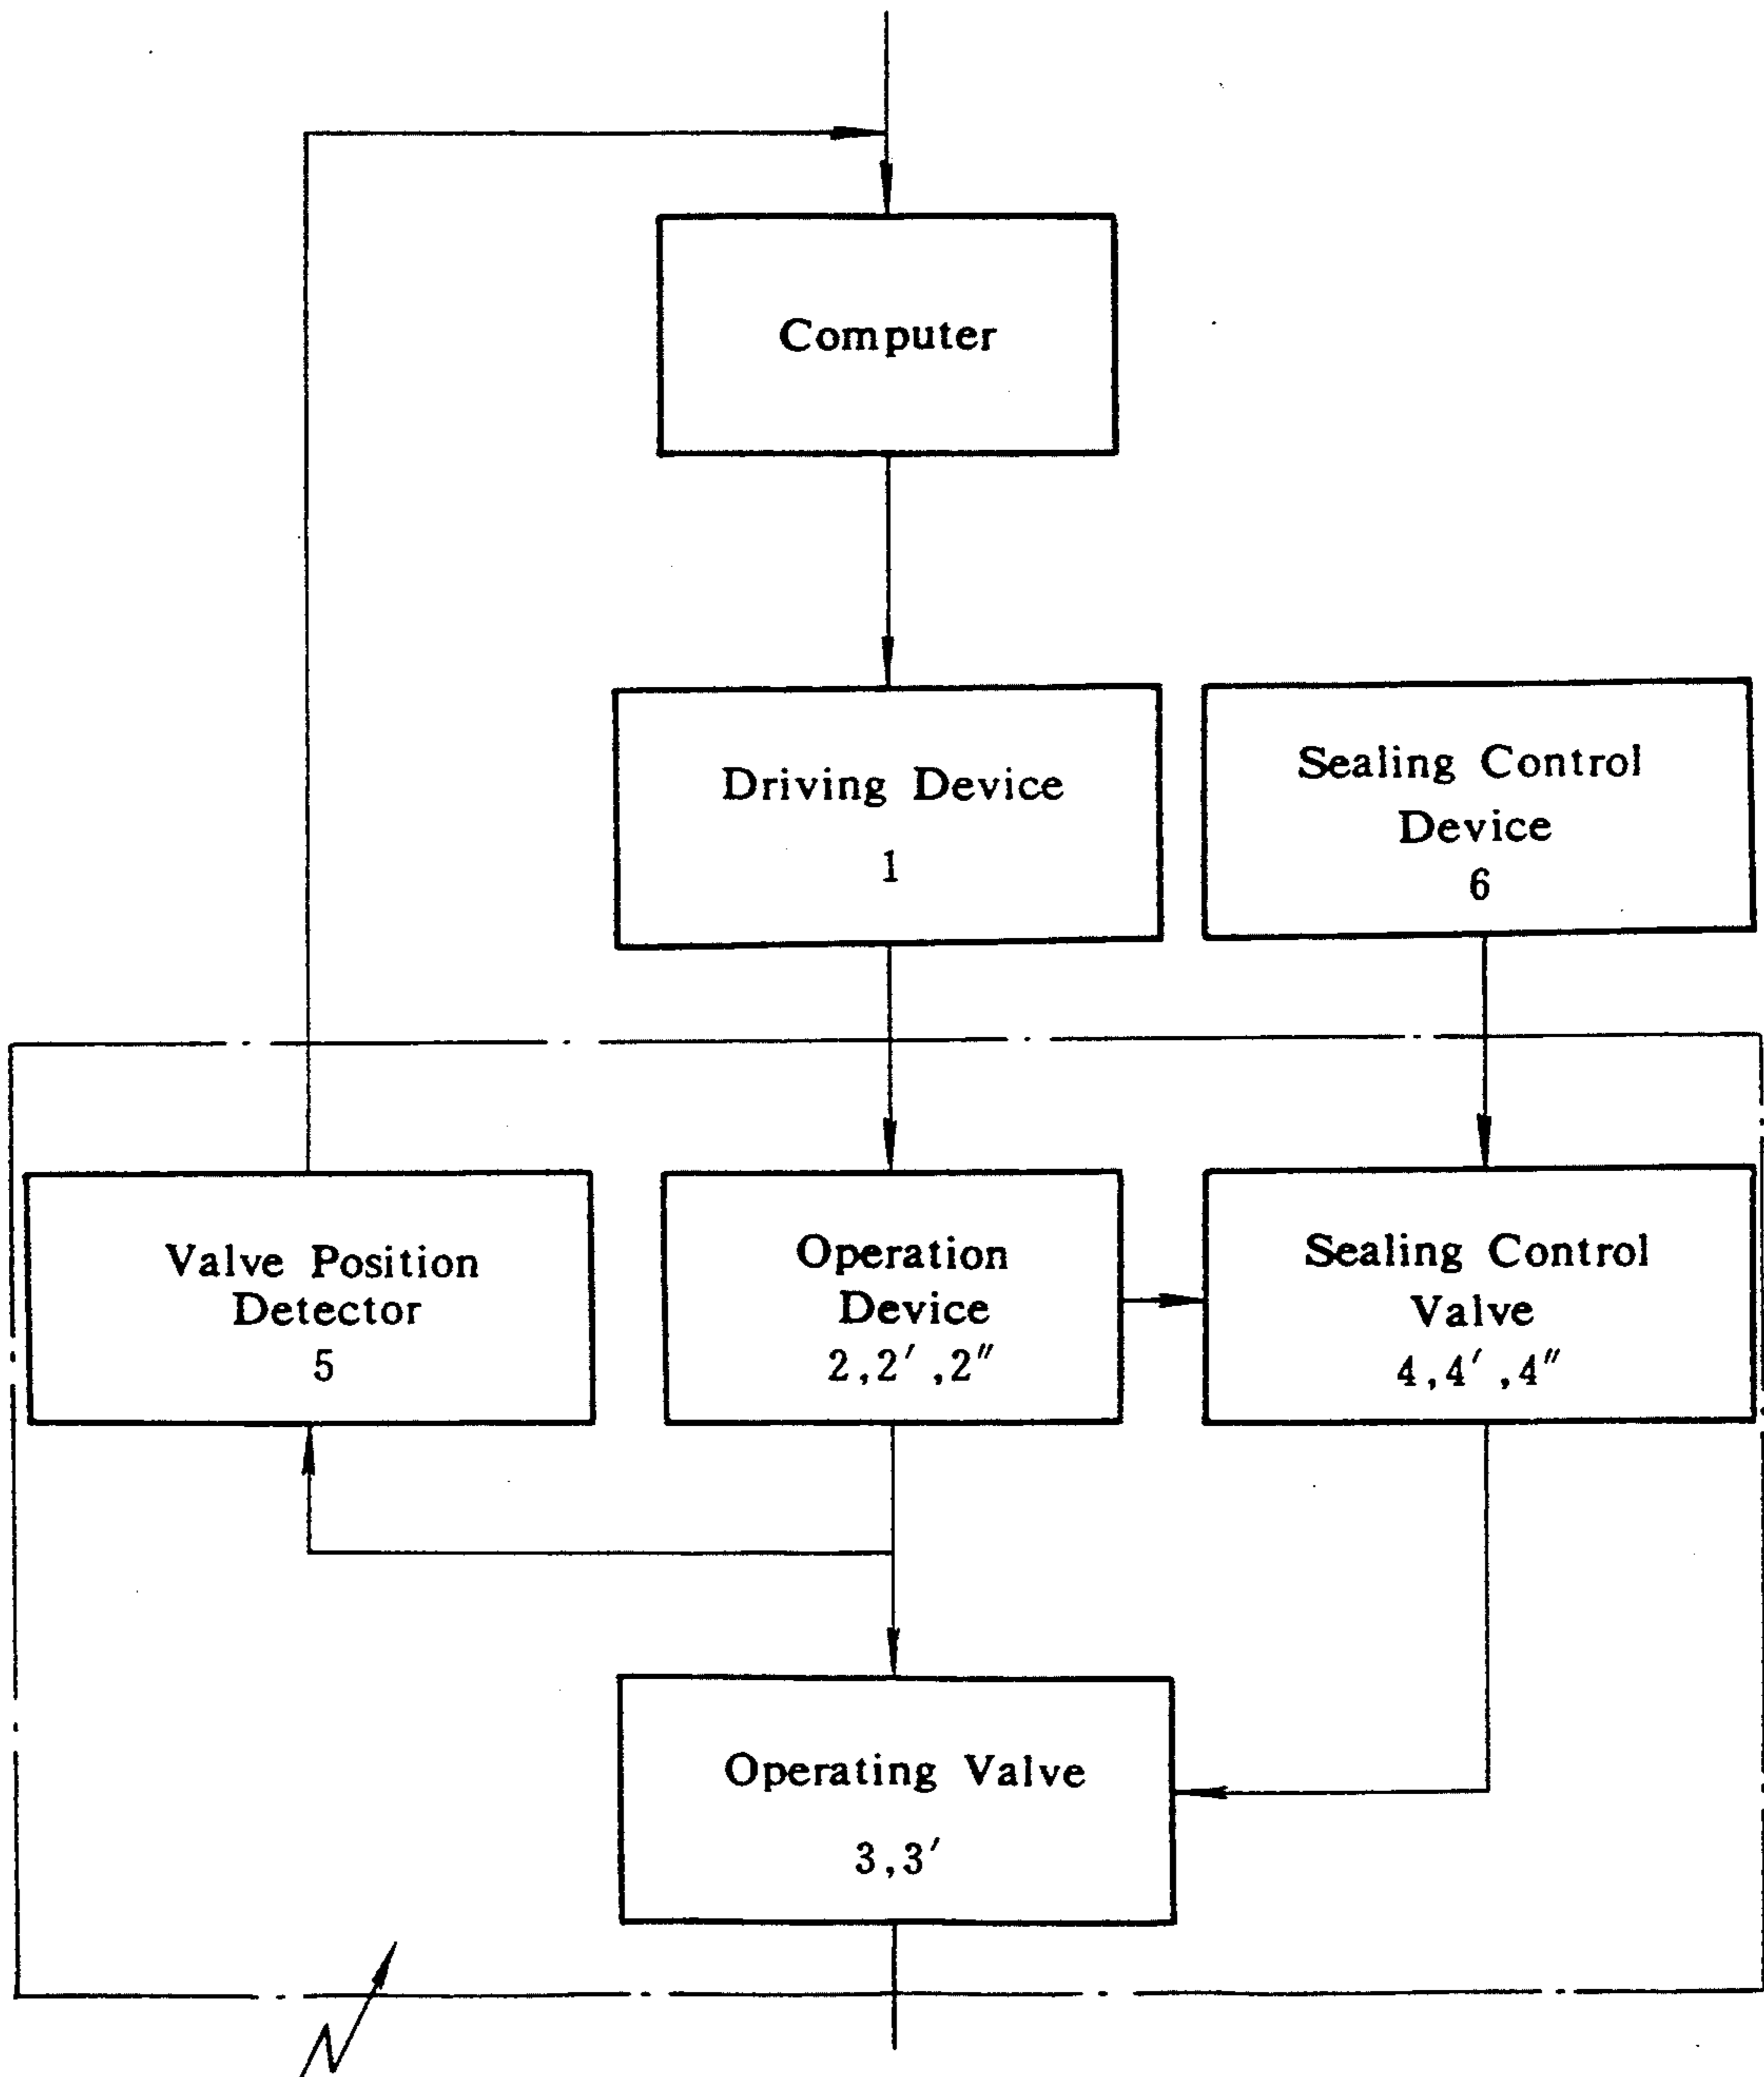 Computer
Driving Device
1
Sealing Control
Device
6
Valve Position
Detector
5
Operation
Device
2,2′,2″
Sealing Control
Valve
4,4′,4″
Operating Valve
3,3′